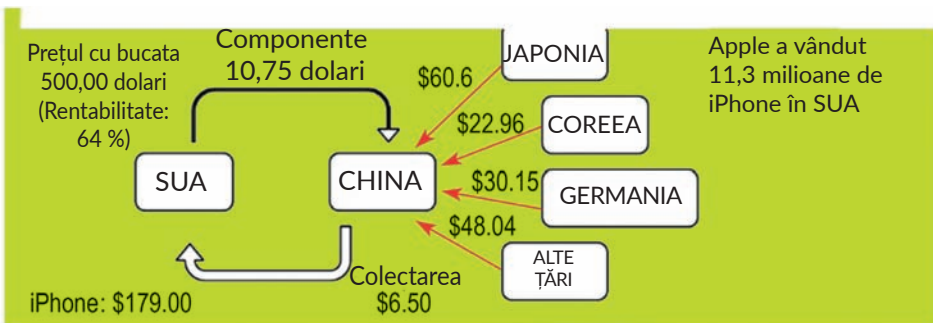 Prețul cu bucata
500,00 dolari
(Rentabilitate:
64 %)
Componente
10,75 dolari
JAPONIA
Apple a vândut
11,3 milioane de
iPhone în SUA
$60.6
$22.96
COREEA
SUA
CHINA
$30.15
GERMANIA
$48.04
ALTE
ȚĂRI
Colectarea
$6.50
iPhone: $179.00